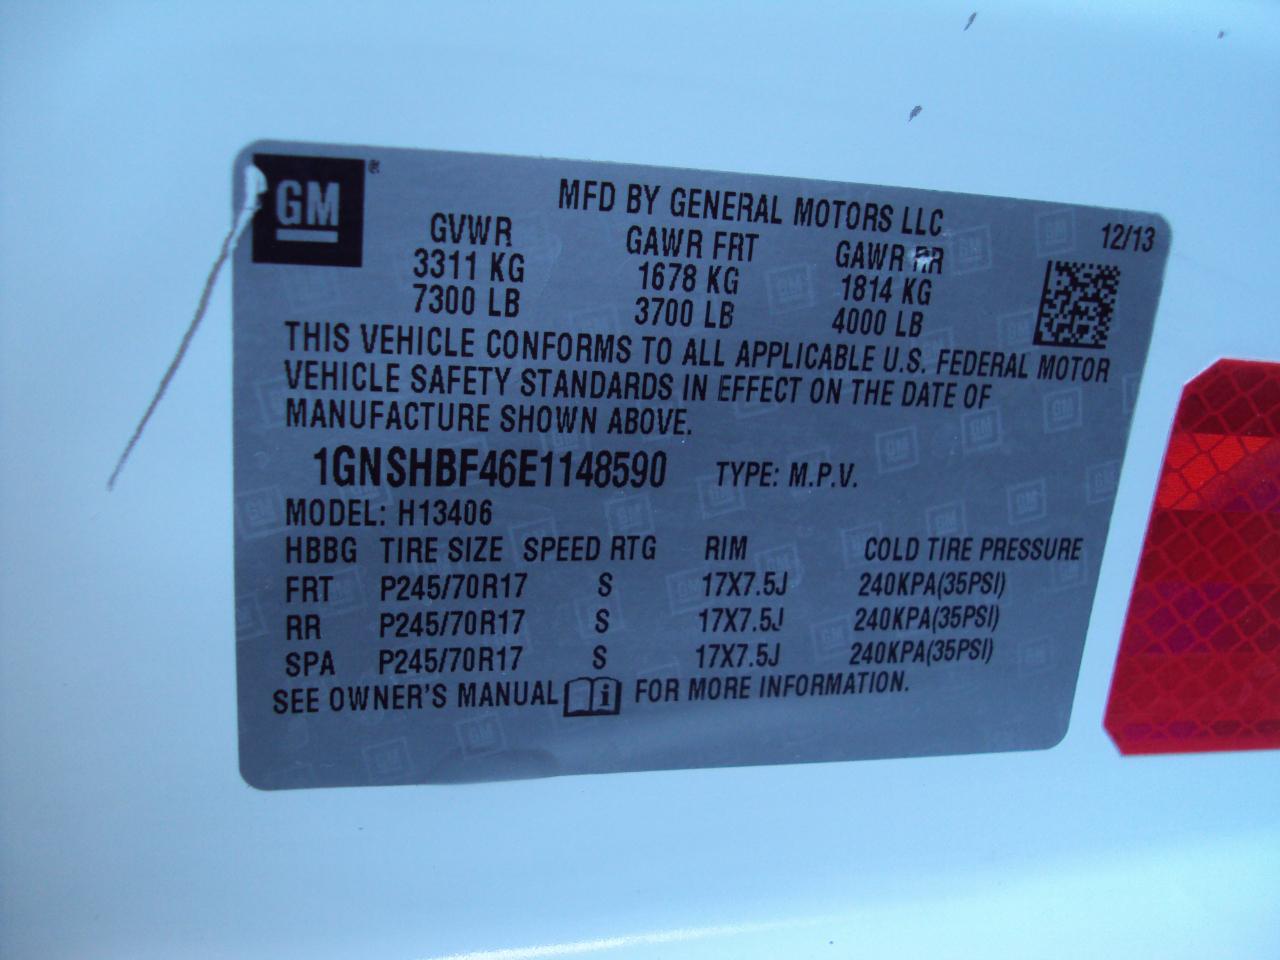 GM ®
MFD BY GENERAL MOTORS LLC
12/13
GVWR GAWR FRT GAWR RR
3311 KG 1678 KG 1814 KG
7300 LB 3700 LB 4000 LB
THIS VEHICLE CONFORMS TO ALL APPLICABLE U.S. FEDERAL MOTOR
VEHICLE SAFETY STANDARDS IN EFFECT ON THE DATE OF
MANUFACTURE SHOWN ABOVE.
1GNSHBF46E1148590 TYPE: M.P.V.
MODEL: H13406
HBBG TIRE SIZE SPEED RTG RIM COLD TIRE PRESSURE
FRT P245/70R17 S 17X7.5J 240KPA(35PSI)
RR P245/70R17 S 17X7.5J 240KPA(35PSI)
SPA P245/70R17 S 17X7.5J 240KPA(35PSI)
SEE OWNER'S MANUAL i FOR MORE INFORMATION.